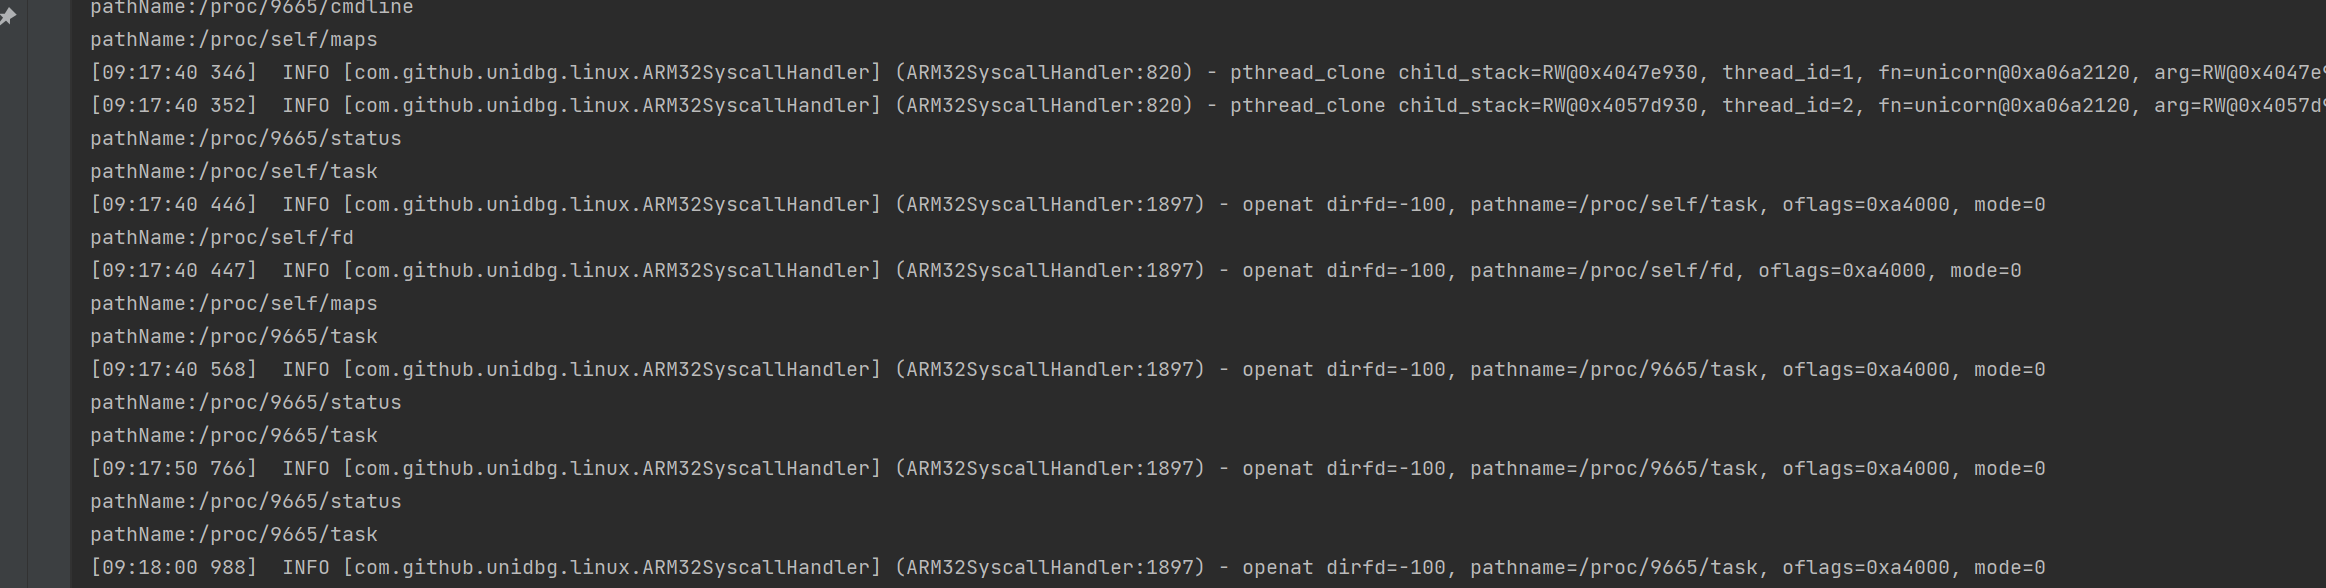 pathName:/proc/9665/cmdline
pathName:/proc/self/maps
[09:17:40 346]  INFO [com.github.unidbg.linux.ARM32SyscallHandler] (ARM32SyscallHandler:820) - pthread_clone child_stack=RW@0x4047e930, thread_id=1, fn=unicorn@0xa06a2120, arg=RW@0x4047e9
[09:17:40 352]  INFO [com.github.unidbg.linux.ARM32SyscallHandler] (ARM32SyscallHandler:820) - pthread_clone child_stack=RW@0x4057d930, thread_id=2, fn=unicorn@0xa06a2120, arg=RW@0x4057d9
pathName:/proc/9665/status
pathName:/proc/self/task
[09:17:40 446]  INFO [com.github.unidbg.linux.ARM32SyscallHandler] (ARM32SyscallHandler:1897) - openat dirfd=-100, pathname=/proc/self/task, oflags=0xa4000, mode=0
pathName:/proc/self/fd
[09:17:40 447]  INFO [com.github.unidbg.linux.ARM32SyscallHandler] (ARM32SyscallHandler:1897) - openat dirfd=-100, pathname=/proc/self/fd, oflags=0xa4000, mode=0
pathName:/proc/self/maps
pathName:/proc/9665/task
[09:17:40 568]  INFO [com.github.unidbg.linux.ARM32SyscallHandler] (ARM32SyscallHandler:1897) - openat dirfd=-100, pathname=/proc/9665/task, oflags=0xa4000, mode=0
pathName:/proc/9665/status
pathName:/proc/9665/task
[09:17:50 766]  INFO [com.github.unidbg.linux.ARM32SyscallHandler] (ARM32SyscallHandler:1897) - openat dirfd=-100, pathname=/proc/9665/task, oflags=0xa4000, mode=0
pathName:/proc/9665/status
pathName:/proc/9665/task
[09:18:00 988]  INFO [com.github.unidbg.linux.ARM32SyscallHandler] (ARM32SyscallHandler:1897) - openat dirfd=-100, pathname=/proc/9665/task, oflags=0xa4000, mode=0